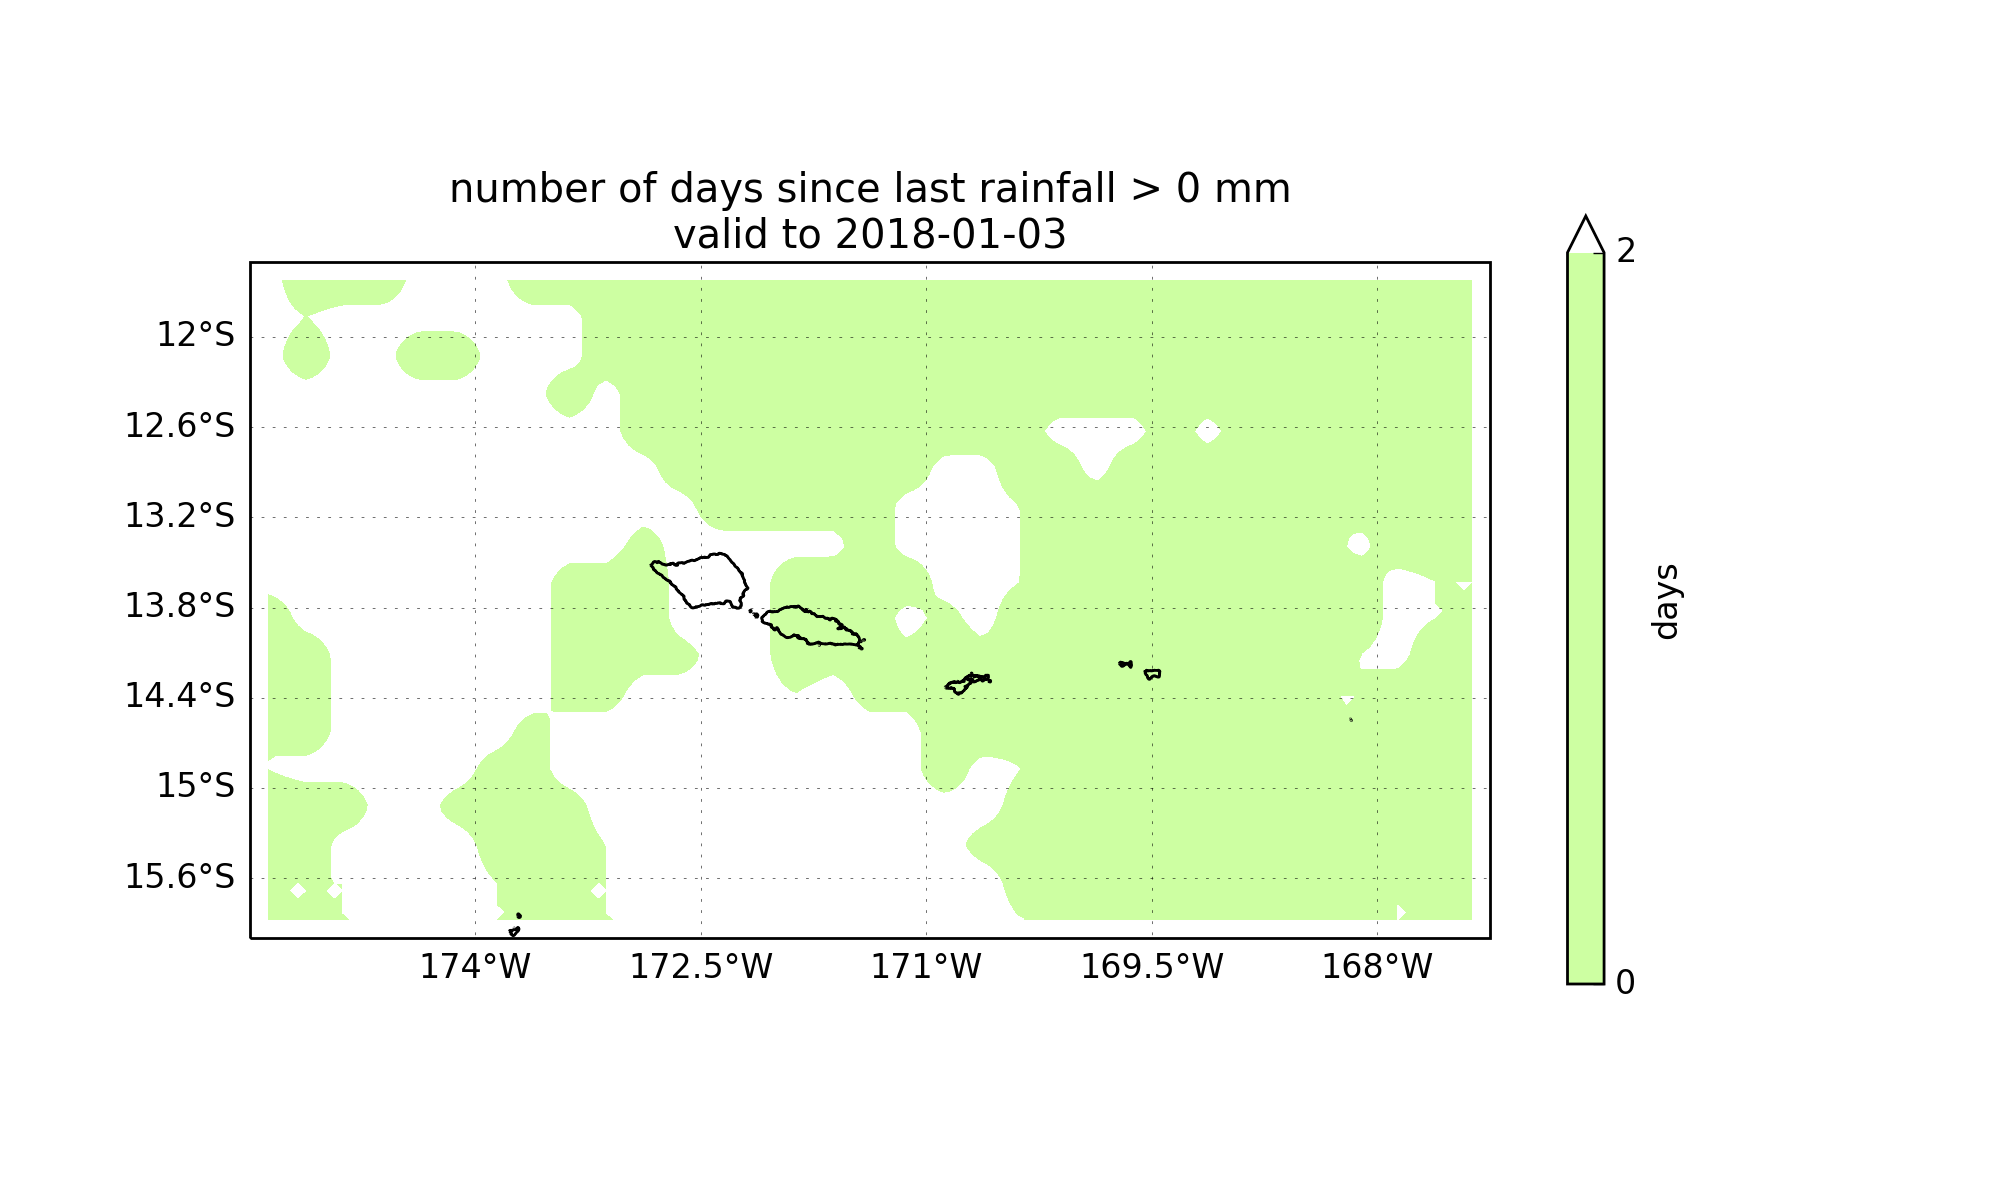 number of days since last rainfall > 0 mm
valid to 2018-01-03
2
12°S
12.6°S
13.2°S
13.8°S
14.4°S
15°S
15.6°S
days
174°W 172.5°W 171°W 169.5°W 168°W
0